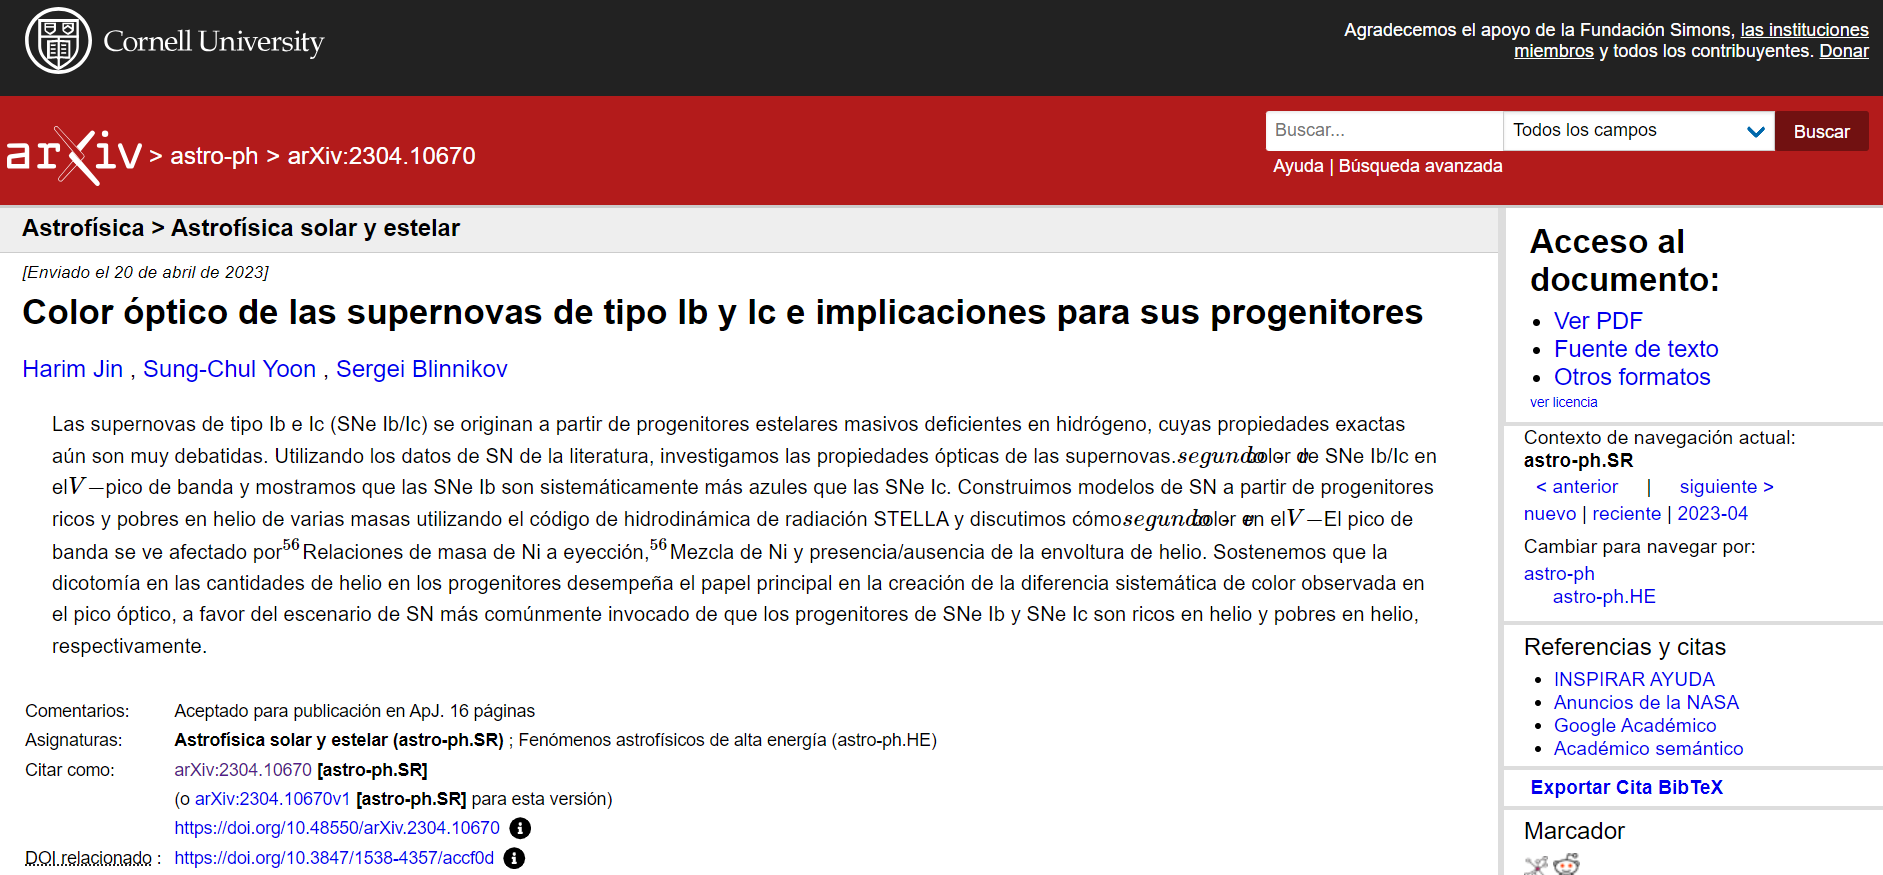 Cornell University
Agradecemos el apoyo de la Fundación Simons, las instituciones
miembros y todos los contribuyentes. Donar
arXiv > astro-ph > arXiv:2304.10670
Buscar...
Todos los campos
Buscar
Ayuda | Búsqueda avanzada
Astrofísica > Astrofísica solar y estelar
[Enviado el 20 de abril de 2023]
Color óptico de las supernovas de tipo Ib y Ic e implicaciones para sus progenitores
Harim Jin , Sung-Chul Yoon , Sergei Blinnikov
Las supernovas de tipo Ib e Ic (SNe Ib/Ic) se originan a partir de progenitores estelares masivos deficientes en hidrógeno, cuyas propiedades exactas
aún son muy debatidas. Utilizando los datos de SN de la literatura, investigamos las propiedades ópticas de las supernovas.segundo color de SNe Ib/Ic en
elV−pico de banda y mostramos que las SNe Ib son sistemáticamente más azules que las SNe Ic. Construimos modelos de SN a partir de progenitores
ricos y pobres en helio de varias masas utilizando el código de hidrodinámica de radiación STELLA y discutimos cómosegundo color en elV−El pico de
banda se ve afectado por56Relaciones de masa de Ni a eyección,56Mezcla de Ni y presencia/ausencia de la envoltura de helio. Sostenemos que la
dicotomía en las cantidades de helio en los progenitores desempeña el papel principal en la creación de la diferencia sistemática de color observada en
el pico óptico, a favor del escenario de SN más comúnmente invocado de que los progenitores de SNe Ib y SNe Ic son ricos en helio y pobres en helio,
respectivamente.
Comentarios: Aceptado para publicación en ApJ. 16 páginas
Asignaturas: Astrofísica solar y estelar (astro-ph.SR) ; Fenómenos astrofísicos de alta energía (astro-ph.HE)
Citar como: arXiv:2304.10670 [astro-ph.SR]
(o arXiv:2304.10670v1 [astro-ph.SR] para esta versión)
https://doi.org/10.48550/arXiv.2304.10670
DOI relacionado : https://doi.org/10.3847/1538-4357/accf0d
Acceso al
documento:
Ver PDF
Fuente de texto
Otros formatos
ver licencia
Contexto de navegación actual:
astro-ph.SR
< anterior | siguiente >
nuevo | reciente | 2023-04
Cambiar para navegar por:
astro-ph
astro-ph.HE
Referencias y citas
INSPIRAR AYUDA
Anuncios de la NASA
Google Académico
Académico semántico
Exportar Cita BibTeX
Marcador